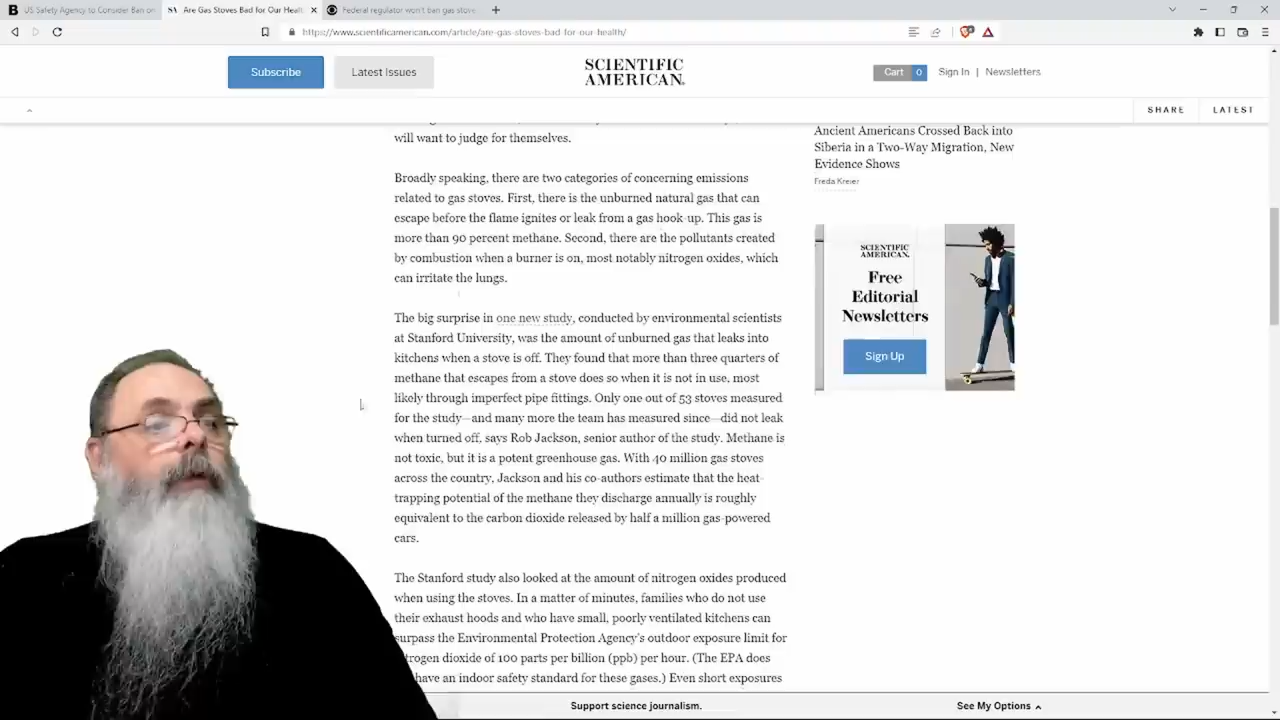 US Safety Agency to Consider Ban on
Are Gas Stoves Bad for Our Healt
Federal regulator won't ban gas stove
https://www.scientificamerican.com/article/are-gas-stoves-bad-for-our-health/
Subscribe
Latest Issues
SCIENTIFIC
AMERICAN.
Cart 0
Sign In | Newsletters
SHARE
LATEST
will want to judge for themselves.
Broadly speaking, there are two categories of concerning emissions
related to gas stoves. First, there is the unburned natural gas that can
escape before the flame ignites or leak from a gas hook-up. This gas is
more than 90 percent methane. Second, there are the pollutants created
by combustion when a burner is on, most notably nitrogen oxides, which
can irritate the lungs.
The big surprise in one new study, conducted by environmental scientists
at Stanford University, was the amount of unburned gas that leaks into
kitchens when a stove is off. They found that more than three quarters of
methane that escapes from a stove does so when it is not in use, most
likely through imperfect pipe fittings. Only one out of 53 stoves measured
for the study—and many more the team has measured since—did not leak
when turned off, says Rob Jackson, senior author of the study. Methane is
not toxic, but it is a potent greenhouse gas. With 40 million gas stoves
across the country, Jackson and his co-authors estimate that the heat-
trapping potential of the methane they discharge annually is roughly
equivalent to the carbon dioxide released by half a million gas-powered
cars.
The Stanford study also looked at the amount of nitrogen oxides produced
when using the stoves. In a matter of minutes, families who do not use
their exhaust hoods and who have small, poorly ventilated kitchens can
surpass the Environmental Protection Agency's outdoor exposure limit for
trogen dioxide of 100 parts per billion (ppb) per hour. (The EPA does
have an indoor safety standard for these gases.) Even short exposures
Ancient Americans Crossed Back into
Siberia in a Two-Way Migration, New
Evidence Shows
Freda Kreier
SCIENTIFIC
AMERICAN.
Free
Editorial
Newsletters
Sign Up
Support science journalism.
See My Options